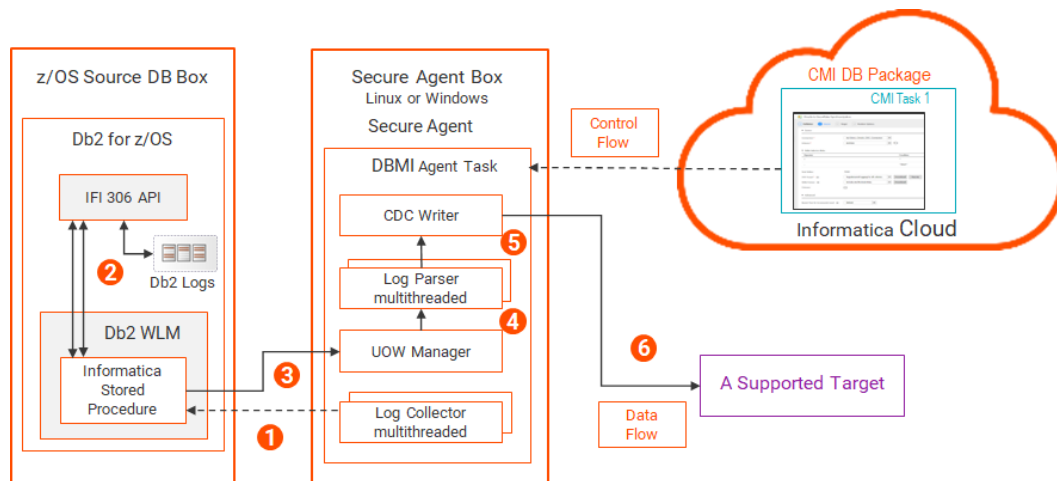 z/OS Source DB Box
Db2 for z/OS
IFI 306 API
2
Db2 Logs
Db2 WLM
Informatica
Stored
Procedure
1
3
Secure Agent Box
Linux or Windows
Secure Agent
DBMI Agent Task
CDC Writer
5
Log Parser
multithreaded
4
UOW Manager
Log Collector
multithreaded
Control
Flow
CMI DB Package
CMI Task 1
Informatica Cloud
6
A Supported Target
Data
Flow